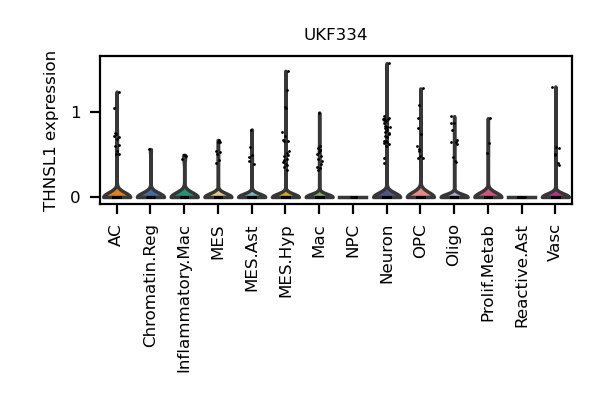 UKF334
THNSL1 expression
1
0
AC
Chromatin.Reg
Inflammatory.Mac
MES
MES.Ast
MES.Hyp
Mac
NPC
Neuron
OPC
Oligo
Prolif.Metab
Reactive.Ast
Vasc